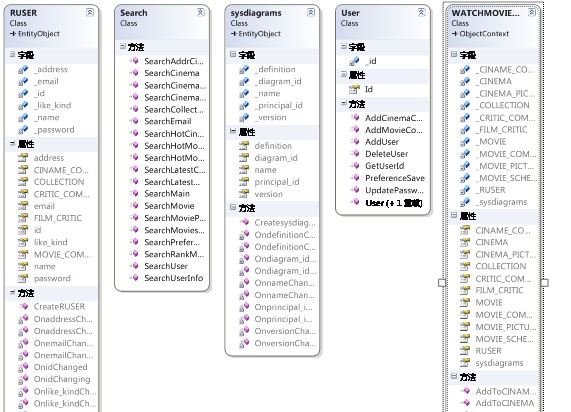 RUSER
Class
EntityObject
字段
_address
_email
_id
_like_kind
_name
_password
属性
address
CINAME_CO...
COLLECTION
CRITIC_COM...
email
FILM_CRITIC
id
like_kind
MOVIE_COM...
name
password
方法
CreateRUSER
OnaddressCh...
OnaddressCh...
OnemailChan...
OnemailChan...
OnidChanged
OnidChanging
Onlike_kindCh...
Onlike_kindCh...
Search
Class
方法
SearchAddrCi...
SearchCinema
SearchCinema...
SearchCinema...
SearchCollect...
SearchEmail
SearchHotCin...
SearchHotMo...
SearchHotMo...
SearchLatestC...
SearchLatest...
SearchMain
SearchMovie
SearchMovieP...
SearchMovies...
SearchPrefer...
SearchRankM...
SearchUser
SearchUserInfo
sysdiagrams
Class
EntityObject
字段
_definition
_diagram_id
_name
_principal_id
_version
属性
definition
diagram_id
name
principal_id
version
方法
Createsysdiag...
OndefinitionC...
OndefinitionC...
Ondiagram_id...
Ondiagram_id...
OnnameChan...
OnnameChan...
Onprincipal_i...
Onprincipal_i...
OnversionCha...
OnversionCha...
User
Class
字段
_id
属性
Id
方法
AddCinemaC...
AddMovieCo...
AddUser
DeleteUser
GetUserId
PreferenceSave
UpdatePassw...
User (+ 1 重载)
WATCHMOVIE...
Class
ObjectContext
字段
_CINAME_CO...
_CINEMA
_CINEMA_PIC...
_COLLECTION
_CRITIC_COM...
_FILM_CRITIC
_MOVIE
_MOVIE_COM...
_MOVIE_PICT...
_MOVIE_SCHE...
_RUSER
_sysdiagrams
属性
CINAME_CO...
CINEMA
CINEMA_PICT...
COLLECTION
CRITIC_COM...
FILM_CRITIC
MOVIE
MOVIE_COM...
MOVIE_PICTU...
MOVIE_SCHE...
RUSER
sysdiagrams
方法
AddToCINAM...
AddToCINEMA